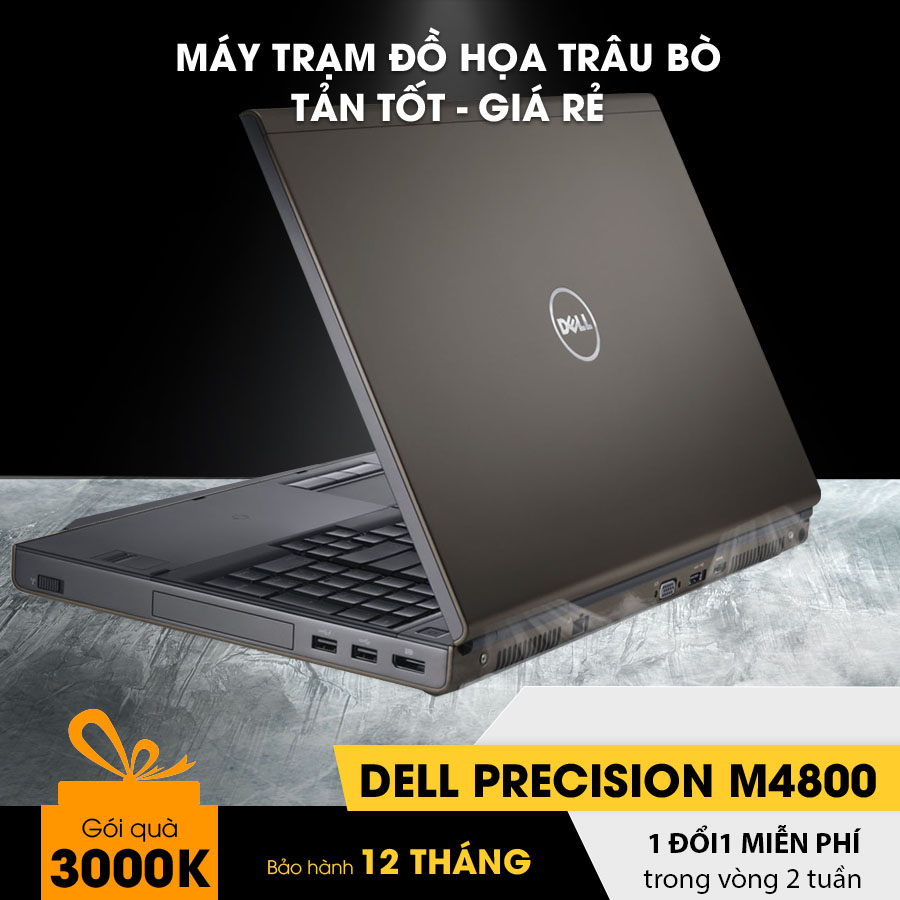 MÁY TRẠM ĐỒ HỌA TRÂU BÒ
TẢN TỐT - GIÁ RẺ
DELL
DELL PRECISION M4800
Gói quà
3000K
Bảo hành 12 THÁNG
1 ĐỔI1 MIỄN PHÍ
trong vòng 2 tuần